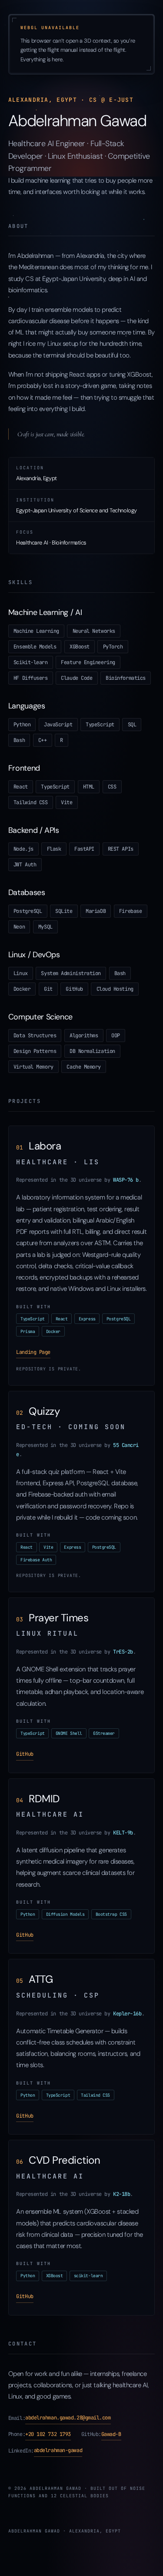 WEBGL UNAVAILABLE
This browser can't open a 3D context, so you're
getting the flight manual instead of the flight.
Everything is here.
ALEXANDRIA, EGYPT · CS @ E-JUST
Abdelrahman Gawad
Healthcare AI Engineer · Full-Stack
Developer · Linux Enthusiast · Competitive
Programmer
I build machine learning that tries to buy people more
time, and interfaces worth looking at while it works.
ABOUT
I'm Abdelrahman — from Alexandria, the city where
the Mediterranean does most of my thinking for me. I
study CS at Egypt-Japan University, deep in AI and
bioinformatics.
By day I train ensemble models to predict
cardiovascular disease before it happens — the kind
of ML that might actually buy someone more time. By
night I rice my Linux setup for the hundredth time,
because the terminal should be beautiful too.
When I'm not shipping React apps or tuning XGBoost,
I'm probably lost in a story-driven game, taking notes
on how it made me feel — then trying to smuggle that
feeling into everything I build.
Craft is just care, made visible.
LOCATION
Alexandria, Egypt
INSTITUTION
Egypt-Japan University of Science and Technology
FOCUS
Healthcare AI · Bioinformatics
SKILLS
Machine Learning / AI
Machine Learning
Neural Networks
Ensemble Models
XGBoost
PyTorch
Scikit-learn
Feature Engineering
HF Diffusers
Claude Code
Bioinformatics
Languages
Python
JavaScript
TypeScript
SQL
Bash
C++
R
Frontend
React
TypeScript
HTML
CSS
Tailwind CSS
Vite
Backend / APIs
Node.js
Flask
FastAPI
REST APIs
JWT Auth
Databases
PostgreSQL
SQLite
MariaDB
Firebase
Neon
MySQL
Linux / DevOps
Linux
System Administration
Bash
Docker
Git
GitHub
Cloud Hosting
Computer Science
Data Structures
Algorithms
OOP
Design Patterns
DB Normalization
Virtual Memory
Cache Memory
PROJECTS
01 Labora
HEALTHCARE · LIS
Represented in the 3D universe by WASP-76 b.
A laboratory information system for a medical
lab — patient registration, test ordering, result
entry and validation, bilingual Arabic/English
PDF reports with full RTL, billing, and direct result
capture from analyzers over ASTM. Carries the
parts a lab is judged on: Westgard-rule quality
control, delta checks, critical-value callback
records, encrypted backups with a rehearsed
restore, and native Windows and Linux installers.
BUILT WITH
TypeScript
React
Express
PostgreSQL
Prisma
Docker
Landing Page
REPOSITORY IS PRIVATE.
02 Quizzy
ED-TECH · COMING SOON
Represented in the 3D universe by 55 Cancri
e.
A full-stack quiz platform — React + Vite
frontend, Express API, PostgreSQL database,
and Firebase-backed auth with email
verification and password recovery. Repo is
private while I rebuild it — code coming soon.
BUILT WITH
React
Vite
Express
PostgreSQL
Firebase Auth
REPOSITORY IS PRIVATE.
03 Prayer Times
LINUX RITUAL
Represented in the 3D universe by TrES-2b.
A GNOME Shell extension that tracks prayer
times fully offline — top-bar countdown, full
athan playback, and location-aware
calculation.
BUILT WITH
TypeScript
GNOME Shell
GStreamer
GitHub
04 RDMID
HEALTHCARE AI
Represented in the 3D universe by KELT-9b.
A latent diffusion pipeline that generates
synthetic medical imagery for rare diseases,
helping augment scarce clinical datasets for
research.
BUILT WITH
Python
Diffusion Models
Bootstrap CSS
GitHub
05 ATTG
SCHEDULING · CSP
Represented in the 3D universe by Kepler-16b.
Automatic Timetable Generator — builds
conflict-free class schedules with constraint
satisfaction, balancing rooms, instructors, and
time slots.
BUILT WITH
Python
TypeScript
Tailwind CSS
GitHub
06 CVD Prediction
HEALTHCARE AI
Represented in the 3D universe by K2-18b.
An ensemble ML system (XGBoost + stacked
models) that predicts cardiovascular disease
risk from clinical data — precision tuned for the
cases that matter most.
BUILT WITH
Python
XGBoost
scikit-learn
GitHub
CONTACT
Open for work and fun alike — internships, freelance
projects, collaborations, or just talking healthcare AI,
Linux, and good games.
Email: abdelrahman.gawad.28@gmail.com
Phone: +20 102 732 3793 GitHub: Gawad-B
LinkedIn: abdelrahman-gawad
© 2026 ABDELRAHMAN GAWAD · BUILT OUT OF NOISE
FUNCTIONS AND 12 CELESTIAL BODIES
ABDELRAHMAN GAWAD · ALEXANDRIA, EGYPT